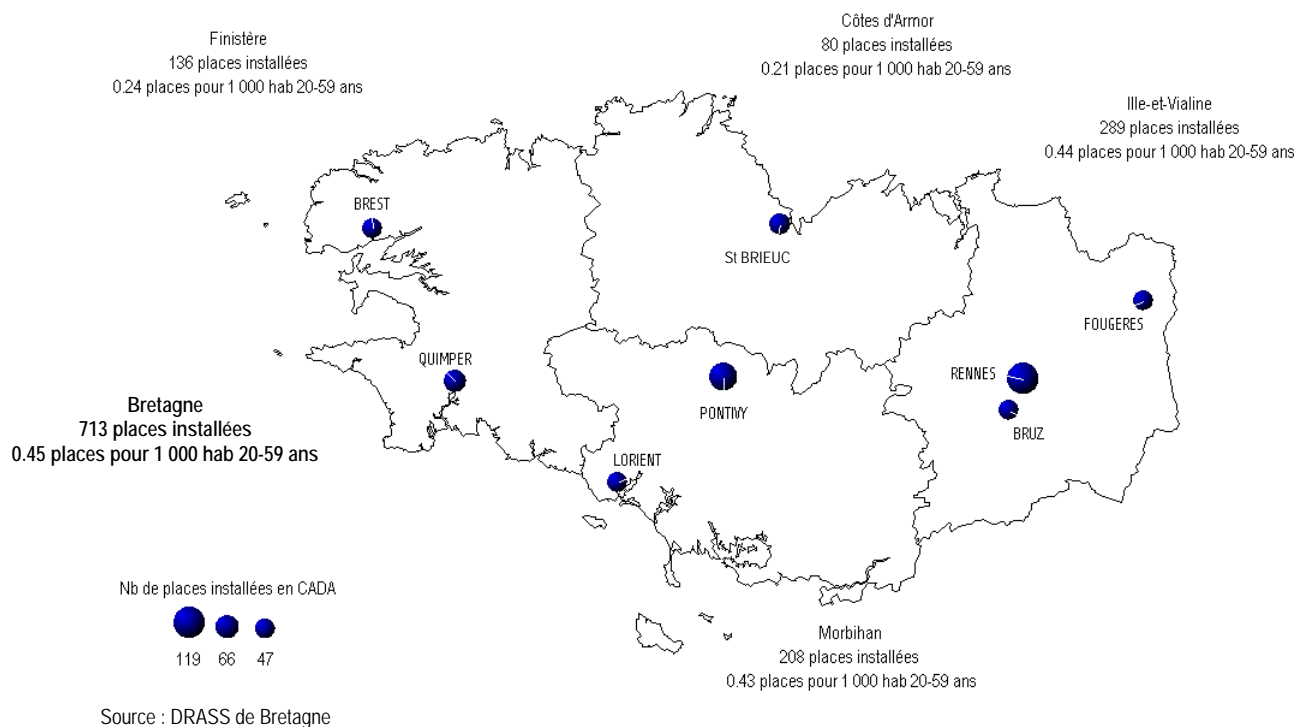 Finistère
136 places installées
0.24 places pour 1 000 hab 20-59 ans
Côtes d'Armor
80 places installées
0.21 places pour 1 000 hab 20-59 ans
Ille-et-Vialine
289 places installées
0.44 places pour 1 000 hab 20-59 ans
BREST
St BRIEUC
FOUGERES
QUIMPER
RENNES
PONTIVY
BRUZ
Bretagne
713 places installées
0.45 places pour 1 000 hab 20-59 ans
LORIENT
Nb de places installées en CADA
119 66 47
Morbihan
208 places installées
0.43 places pour 1 000 hab 20-59 ans
Source : DRASS de Bretagne